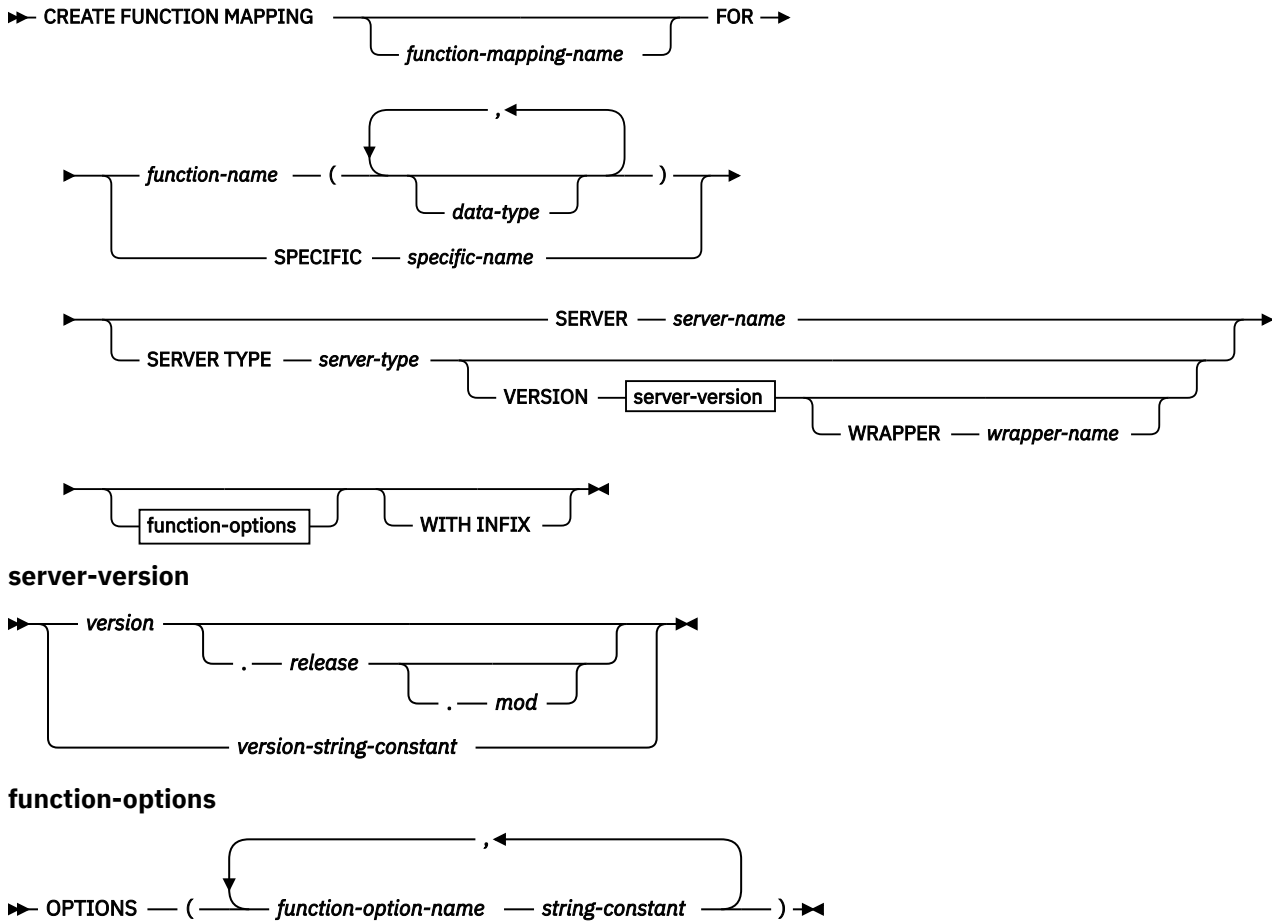 CREATE FUNCTION MAPPING function-mapping-name FOR
,
function-name ( data-type )
SPECIFIC specific-name
SERVER server-name
SERVER TYPE server-type
VERSION server-version
WRAPPER wrapper-name
function-options WITH INFIX
server-version
version
. release
. mod
version-string-constant
function-options
,
OPTIONS ( function-option-name string-constant )